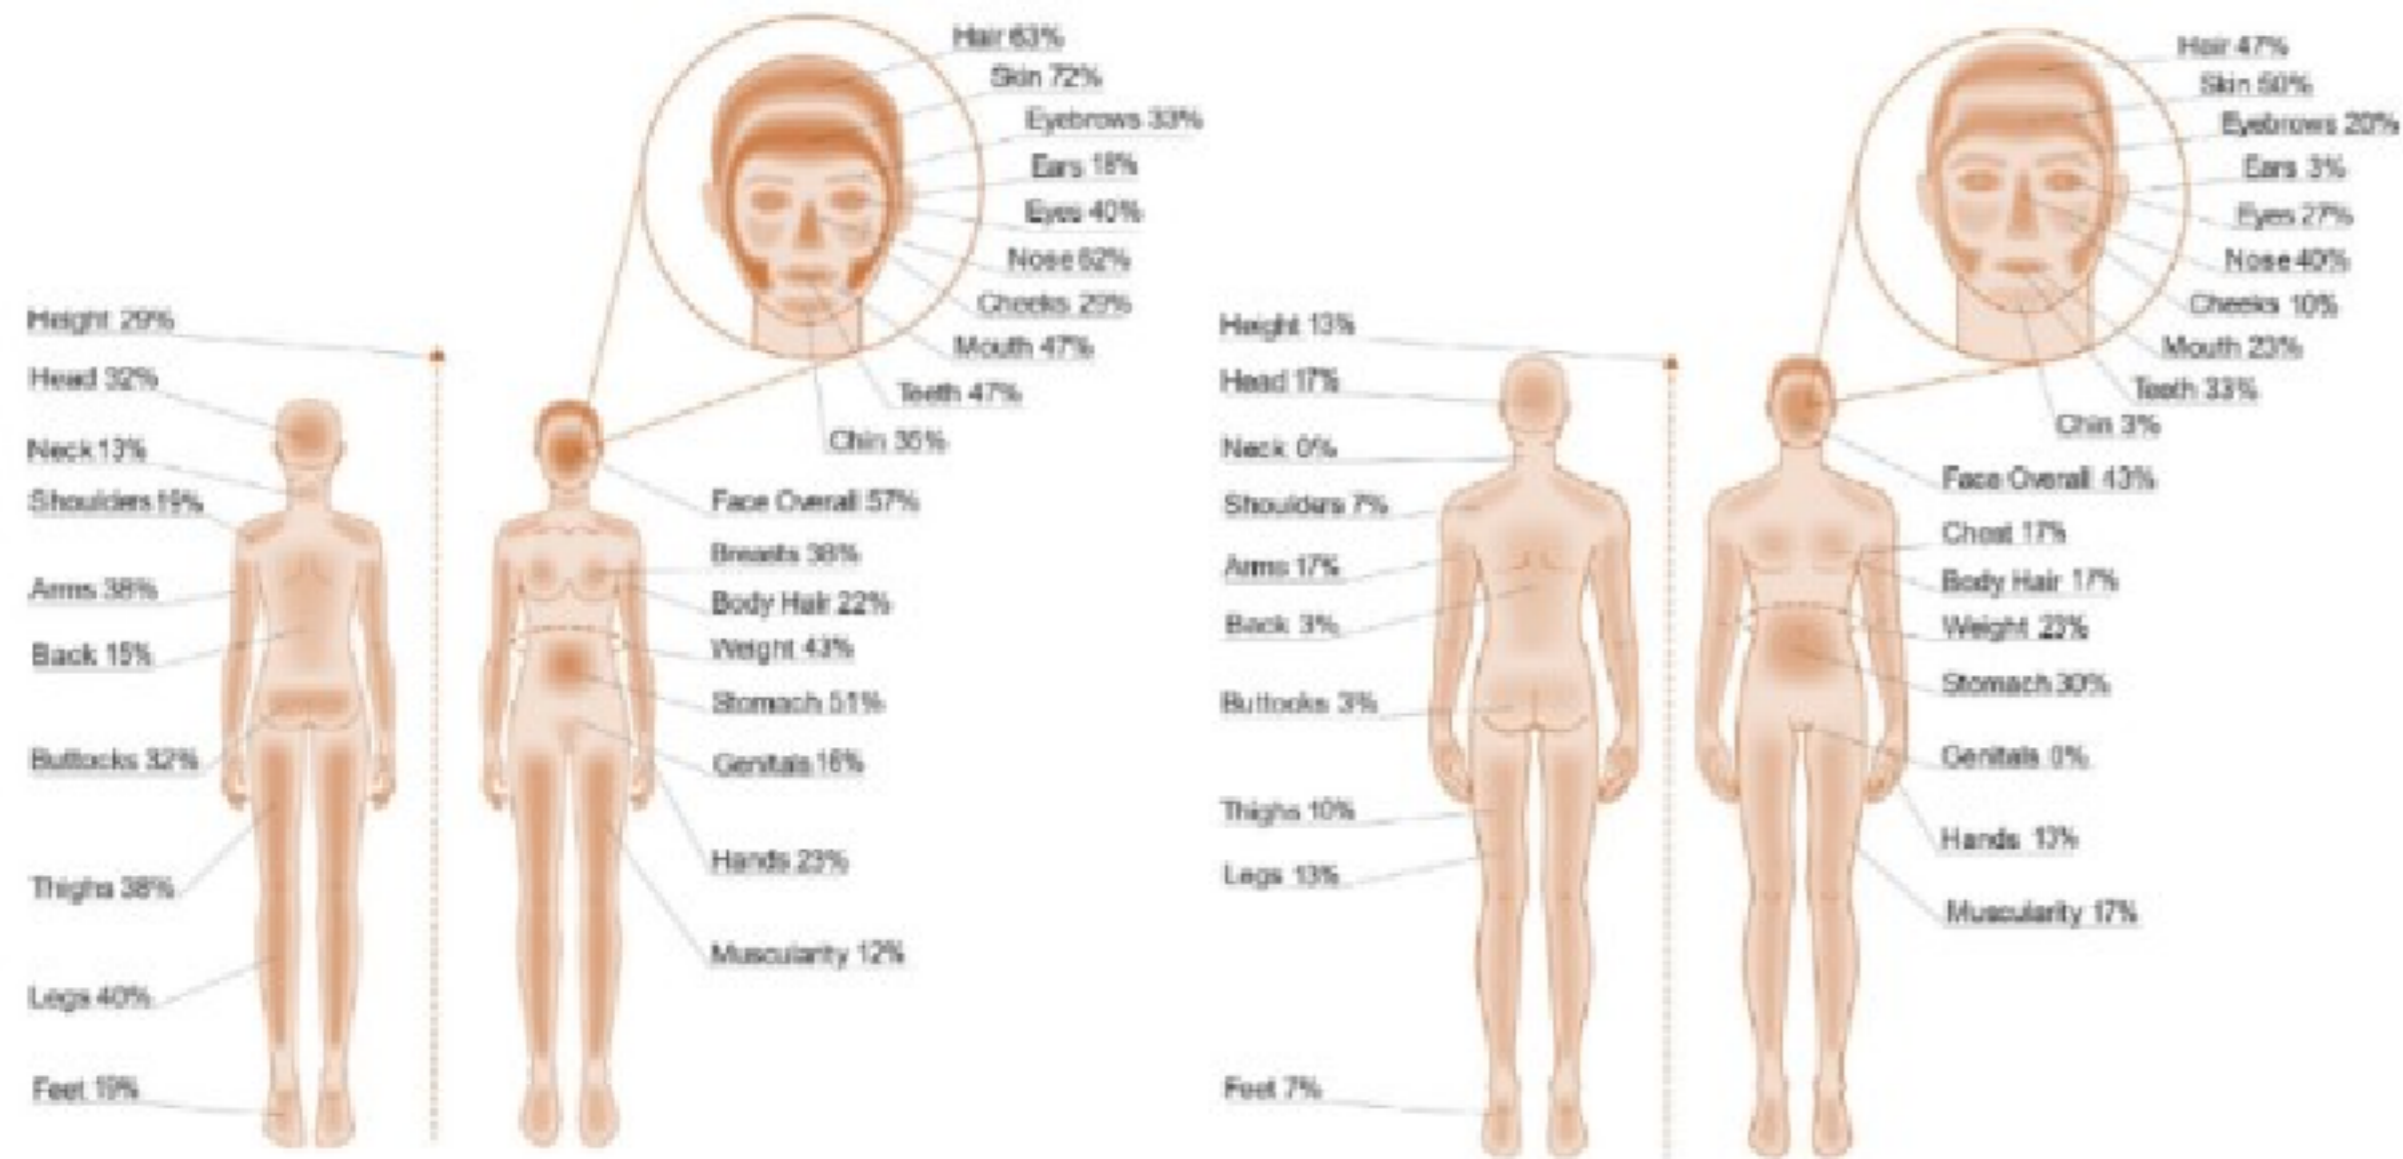 Hair 63%
Skin 72%
Eyebrows 33%
Ears 18%
Eyes 40%
Nose 62%
Cheeks 29%
Mouth 47%
Teeth 47%
Chin 35%
Height 29%
Head 32%
Neck 13%
Shoulders 19%
Arms 38%
Back 15%
Buttocks 32%
Thighs 38%
Legs 40%
Feet 19%
Face Overall 57%
Breasts 38%
Body Hair 22%
Weight 43%
Stomach 51%
Genitals 16%
Hands 23%
Muscularity 12%
Hair 47%
Skin 50%
Eyebrows 20%
Ears 3%
Eyes 27%
Nose 40%
Cheeks 10%
Mouth 23%
Teeth 33%
Chin 3%
Height 13%
Head 17%
Neck 0%
Shoulders 7%
Arms 17%
Back 3%
Buttocks 3%
Thighs 10%
Legs 13%
Feet 7%
Face Overall 43%
Chest 17%
Body Hair 17%
Weight 23%
Stomach 30%
Genitals 0%
Hands 13%
Muscularity 17%